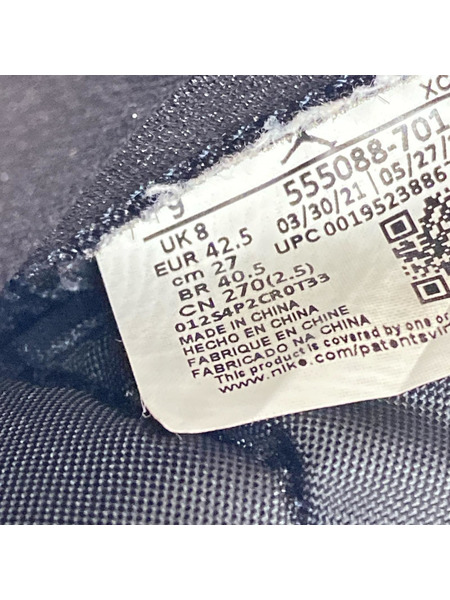 XC
9
555088-701
UK 8
03/30/21 05/27/
EUR 42.5
UPC 0019523886
cm 27
BR 40.5
CN 270(2.5)
012S4P2CR0T33
MADE IN CHINA
HECHO EN CHINA
FABRIQUE EN CHINE
FABRICADO NA CHINA
This product is covered by one or
www.nike.com/patents